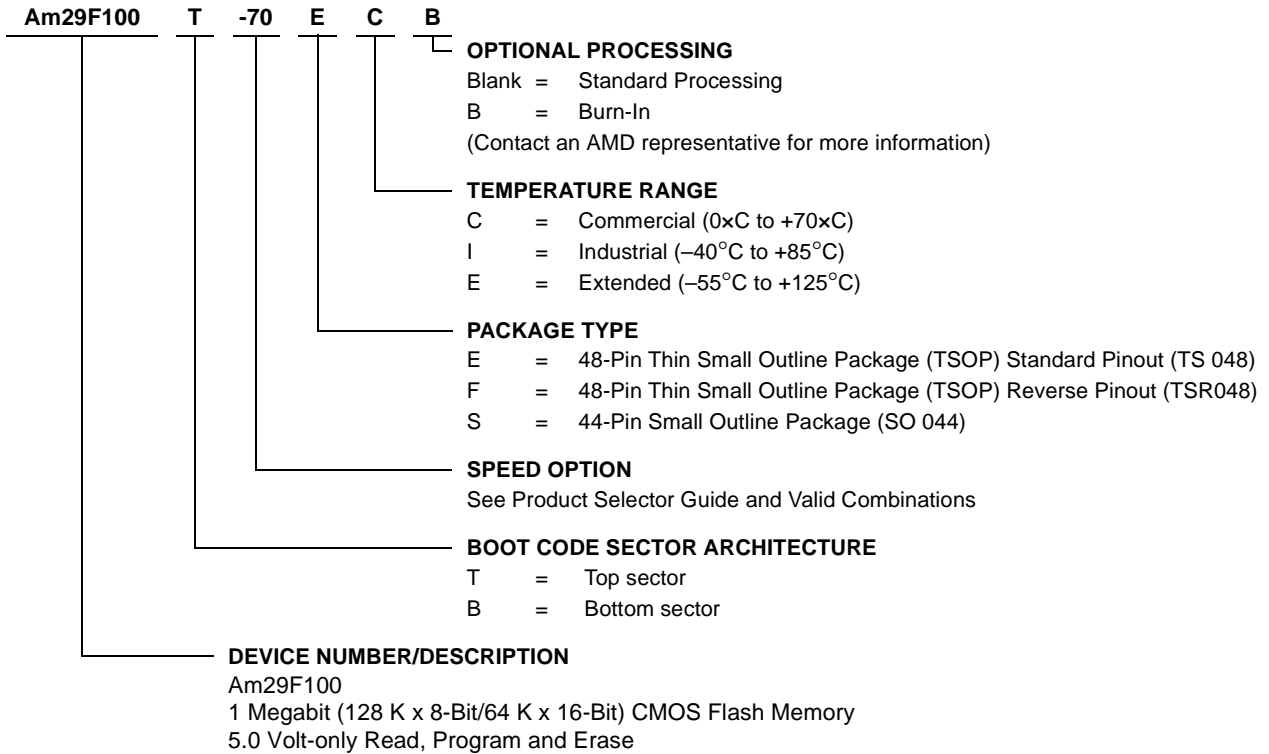 Am29F100 T -70 E C B
OPTIONAL PROCESSING
Blank = Standard Processing
B = Burn-In
(Contact an AMD representative for more information)
TEMPERATURE RANGE
C = Commercial (0×C to +70×C)
I = Industrial (–40°C to +85°C)
E = Extended (–55°C to +125°C)
PACKAGE TYPE
E = 48-Pin Thin Small Outline Package (TSOP) Standard Pinout (TS 048)
F = 48-Pin Thin Small Outline Package (TSOP) Reverse Pinout (TSR048)
S = 44-Pin Small Outline Package (SO 044)
SPEED OPTION
See Product Selector Guide and Valid Combinations
BOOT CODE SECTOR ARCHITECTURE
T = Top sector
B = Bottom sector
DEVICE NUMBER/DESCRIPTION
Am29F100
1 Megabit (128 K x 8-Bit/64 K x 16-Bit) CMOS Flash Memory
5.0 Volt-only Read, Program and Erase